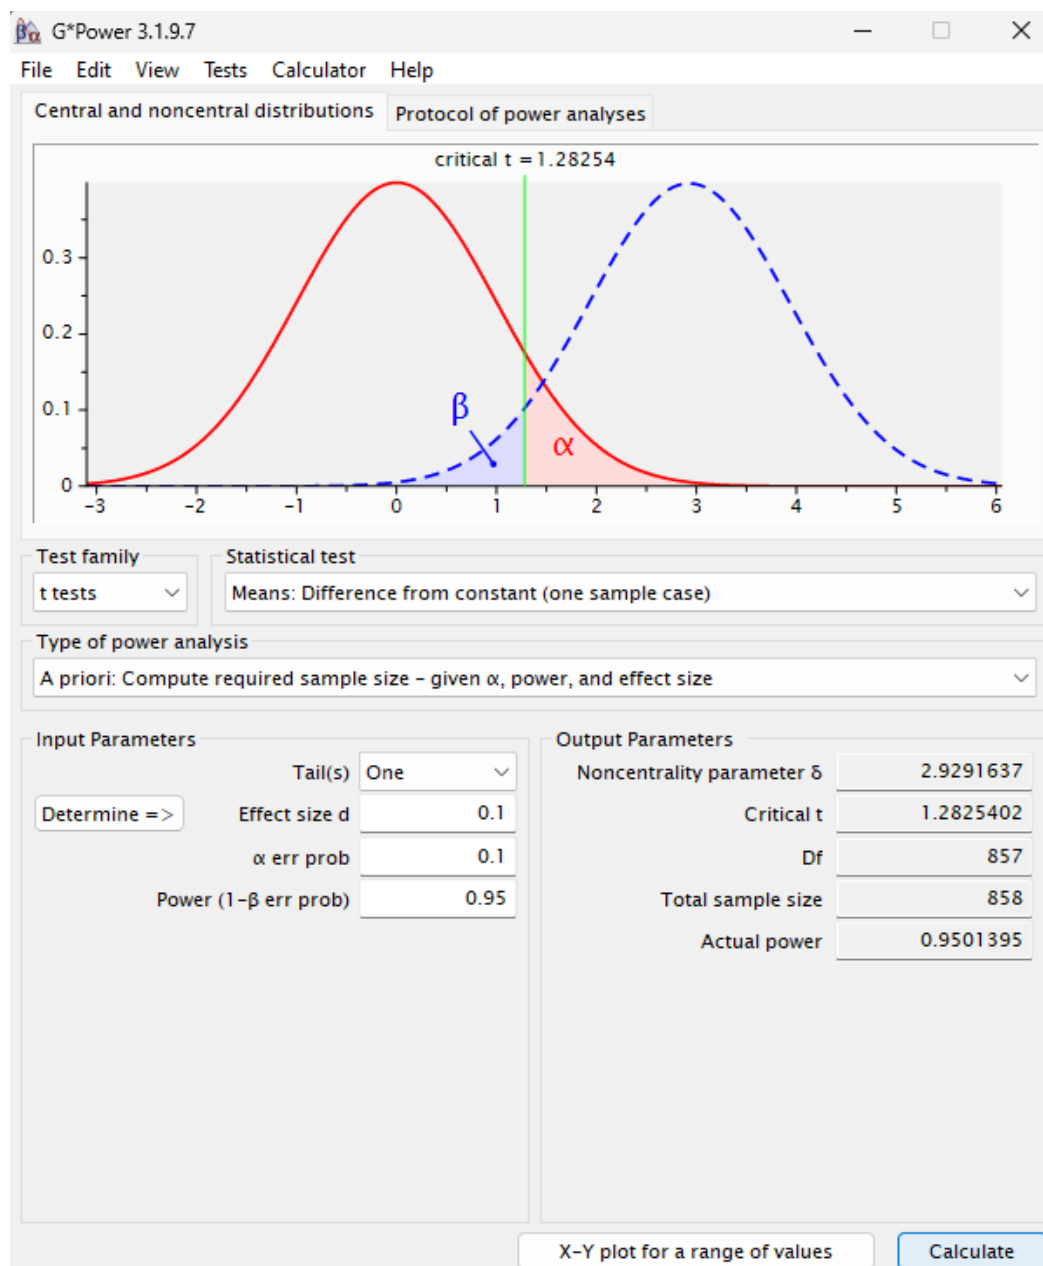 G*Power 3.1.9.7
File Edit View Tests Calculator Help
Central and noncentral distributions Protocol of power analyses
critical t = 1.28254
0.3
0.2
0.1
0
β
α
-3 -2 -1 0 1 2 3 4 5 6
Test family Statistical test
t tests Means: Difference from constant (one sample case)
Type of power analysis
A priori: Compute required sample size - given α, power, and effect size
Input Parameters Output Parameters
Tail(s) One Noncentrality parameter δ 2.9291637
Determine => Effect size d 0.1 Critical t 1.2825402
α err prob 0.1 Df 857
Power (1-β err prob) 0.95 Total sample size 858
Actual power 0.9501395
X-Y plot for a range of values Calculate